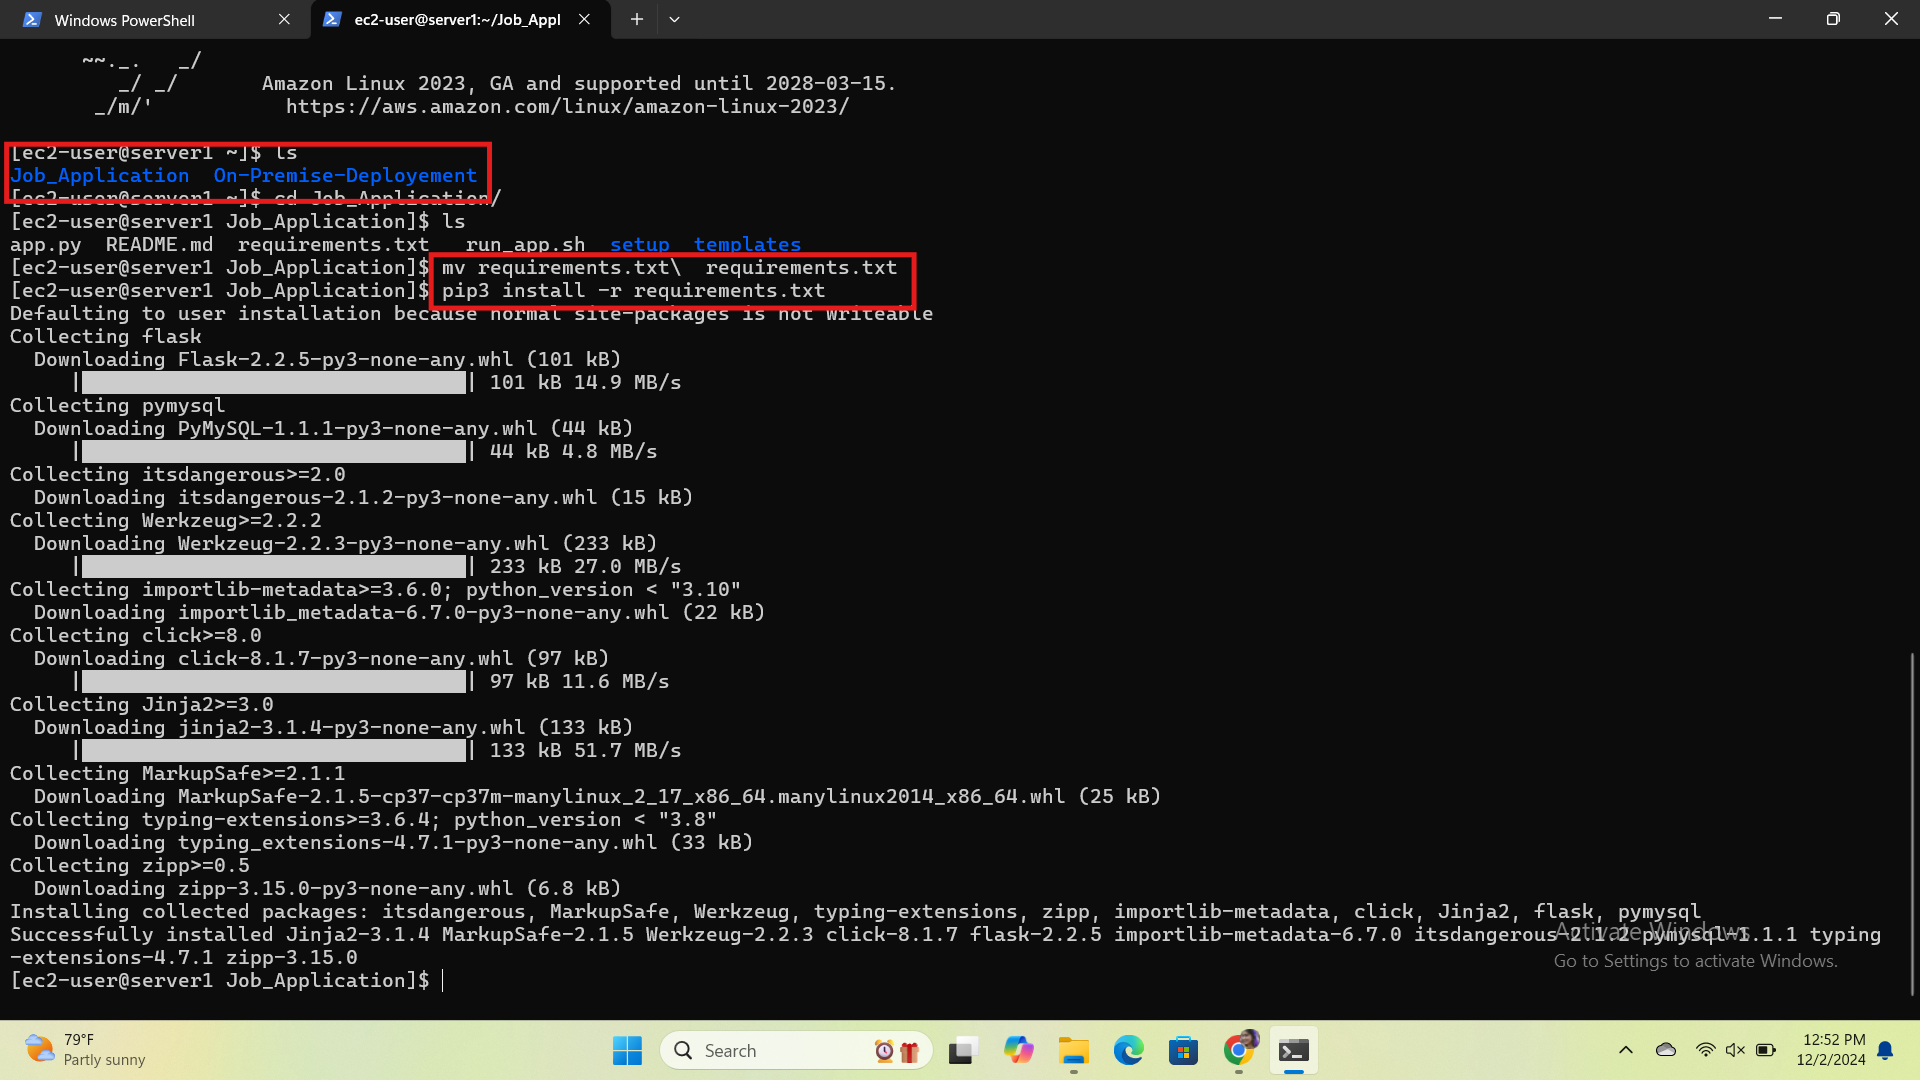 Windows PowerShell
ec2-user@server1:~/Job_Appl
~~._.   _/
_/ _/       Amazon Linux 2023, GA and supported until 2028-03-15.
_/m/'           https://aws.amazon.com/linux/amazon-linux-2023/
[ec2-user@server1 ~]$ ls
Job_Application  On-Premise-Deployement
[ec2-user@server1 ~]$ cd Job_Application/
[ec2-user@server1 Job_Application]$ ls
app.py  README.md  requirements.txt   run_app.sh  setup  templates
[ec2-user@server1 Job_Application]$ mv requirements.txt\  requirements.txt
[ec2-user@server1 Job_Application]$ pip3 install -r requirements.txt
Defaulting to user installation because normal site-packages is not writeable
Collecting flask
Downloading Flask-2.2.5-py3-none-any.whl (101 kB)
| 101 kB 14.9 MB/s
Collecting pymysql
Downloading PyMySQL-1.1.1-py3-none-any.whl (44 kB)
| 44 kB 4.8 MB/s
Collecting itsdangerous>=2.0
Downloading itsdangerous-2.1.2-py3-none-any.whl (15 kB)
Collecting Werkzeug>=2.2.2
Downloading Werkzeug-2.2.3-py3-none-any.whl (233 kB)
| 233 kB 27.0 MB/s
Collecting importlib-metadata>=3.6.0; python_version < "3.10"
Downloading importlib_metadata-6.7.0-py3-none-any.whl (22 kB)
Collecting click>=8.0
Downloading click-8.1.7-py3-none-any.whl (97 kB)
| 97 kB 11.6 MB/s
Collecting Jinja2>=3.0
Downloading jinja2-3.1.4-py3-none-any.whl (133 kB)
| 133 kB 51.7 MB/s
Collecting MarkupSafe>=2.1.1
Downloading MarkupSafe-2.1.5-cp37-cp37m-manylinux_2_17_x86_64.manylinux2014_x86_64.whl (25 kB)
Collecting typing-extensions>=3.6.4; python_version < "3.8"
Downloading typing_extensions-4.7.1-py3-none-any.whl (33 kB)
Collecting zipp>=0.5
Downloading zipp-3.15.0-py3-none-any.whl (6.8 kB)
Installing collected packages: itsdangerous, MarkupSafe, Werkzeug, typing-extensions, zipp, importlib-metadata, click, Jinja2, flask, pymysql
Successfully installed Jinja2-3.1.4 MarkupSafe-2.1.5 Werkzeug-2.2.3 click-8.1.7 flask-2.2.5 importlib-metadata-6.7.0 itsdangerous-2.1.2 pymysql-1.1.1 typing
-extensions-4.7.1 zipp-3.15.0
[ec2-user@server1 Job_Application]$
Activate Windows
Go to Settings to activate Windows.
79°F
Partly sunny
Search
12:52 PM
12/2/2024